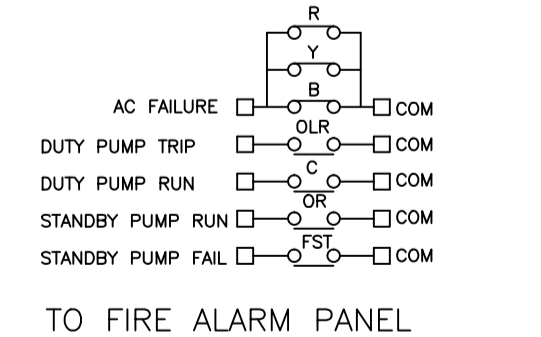 R
Y
B
AC FAILURE COM
OLR
DUTY PUMP TRIP COM
C
DUTY PUMP RUN COM
OR
STANDBY PUMP RUN COM
FST
STANDBY PUMP FAIL COM
TO FIRE ALARM PANEL